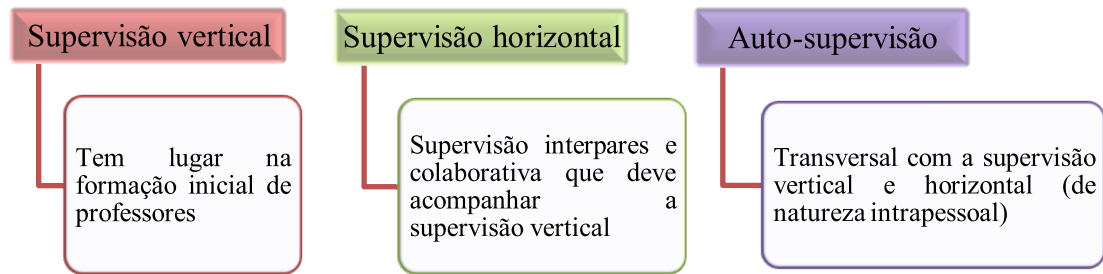 Supervisão vertical
Tem lugar na
formação inicial de
professores
Supervisão horizontal
Supervisão interpares e
colaborativa que deve
acompanhar a
supervisão vertical
Auto-supervisão
Transversal com a supervisão
vertical e horizontal (de
natureza intrapessoal)